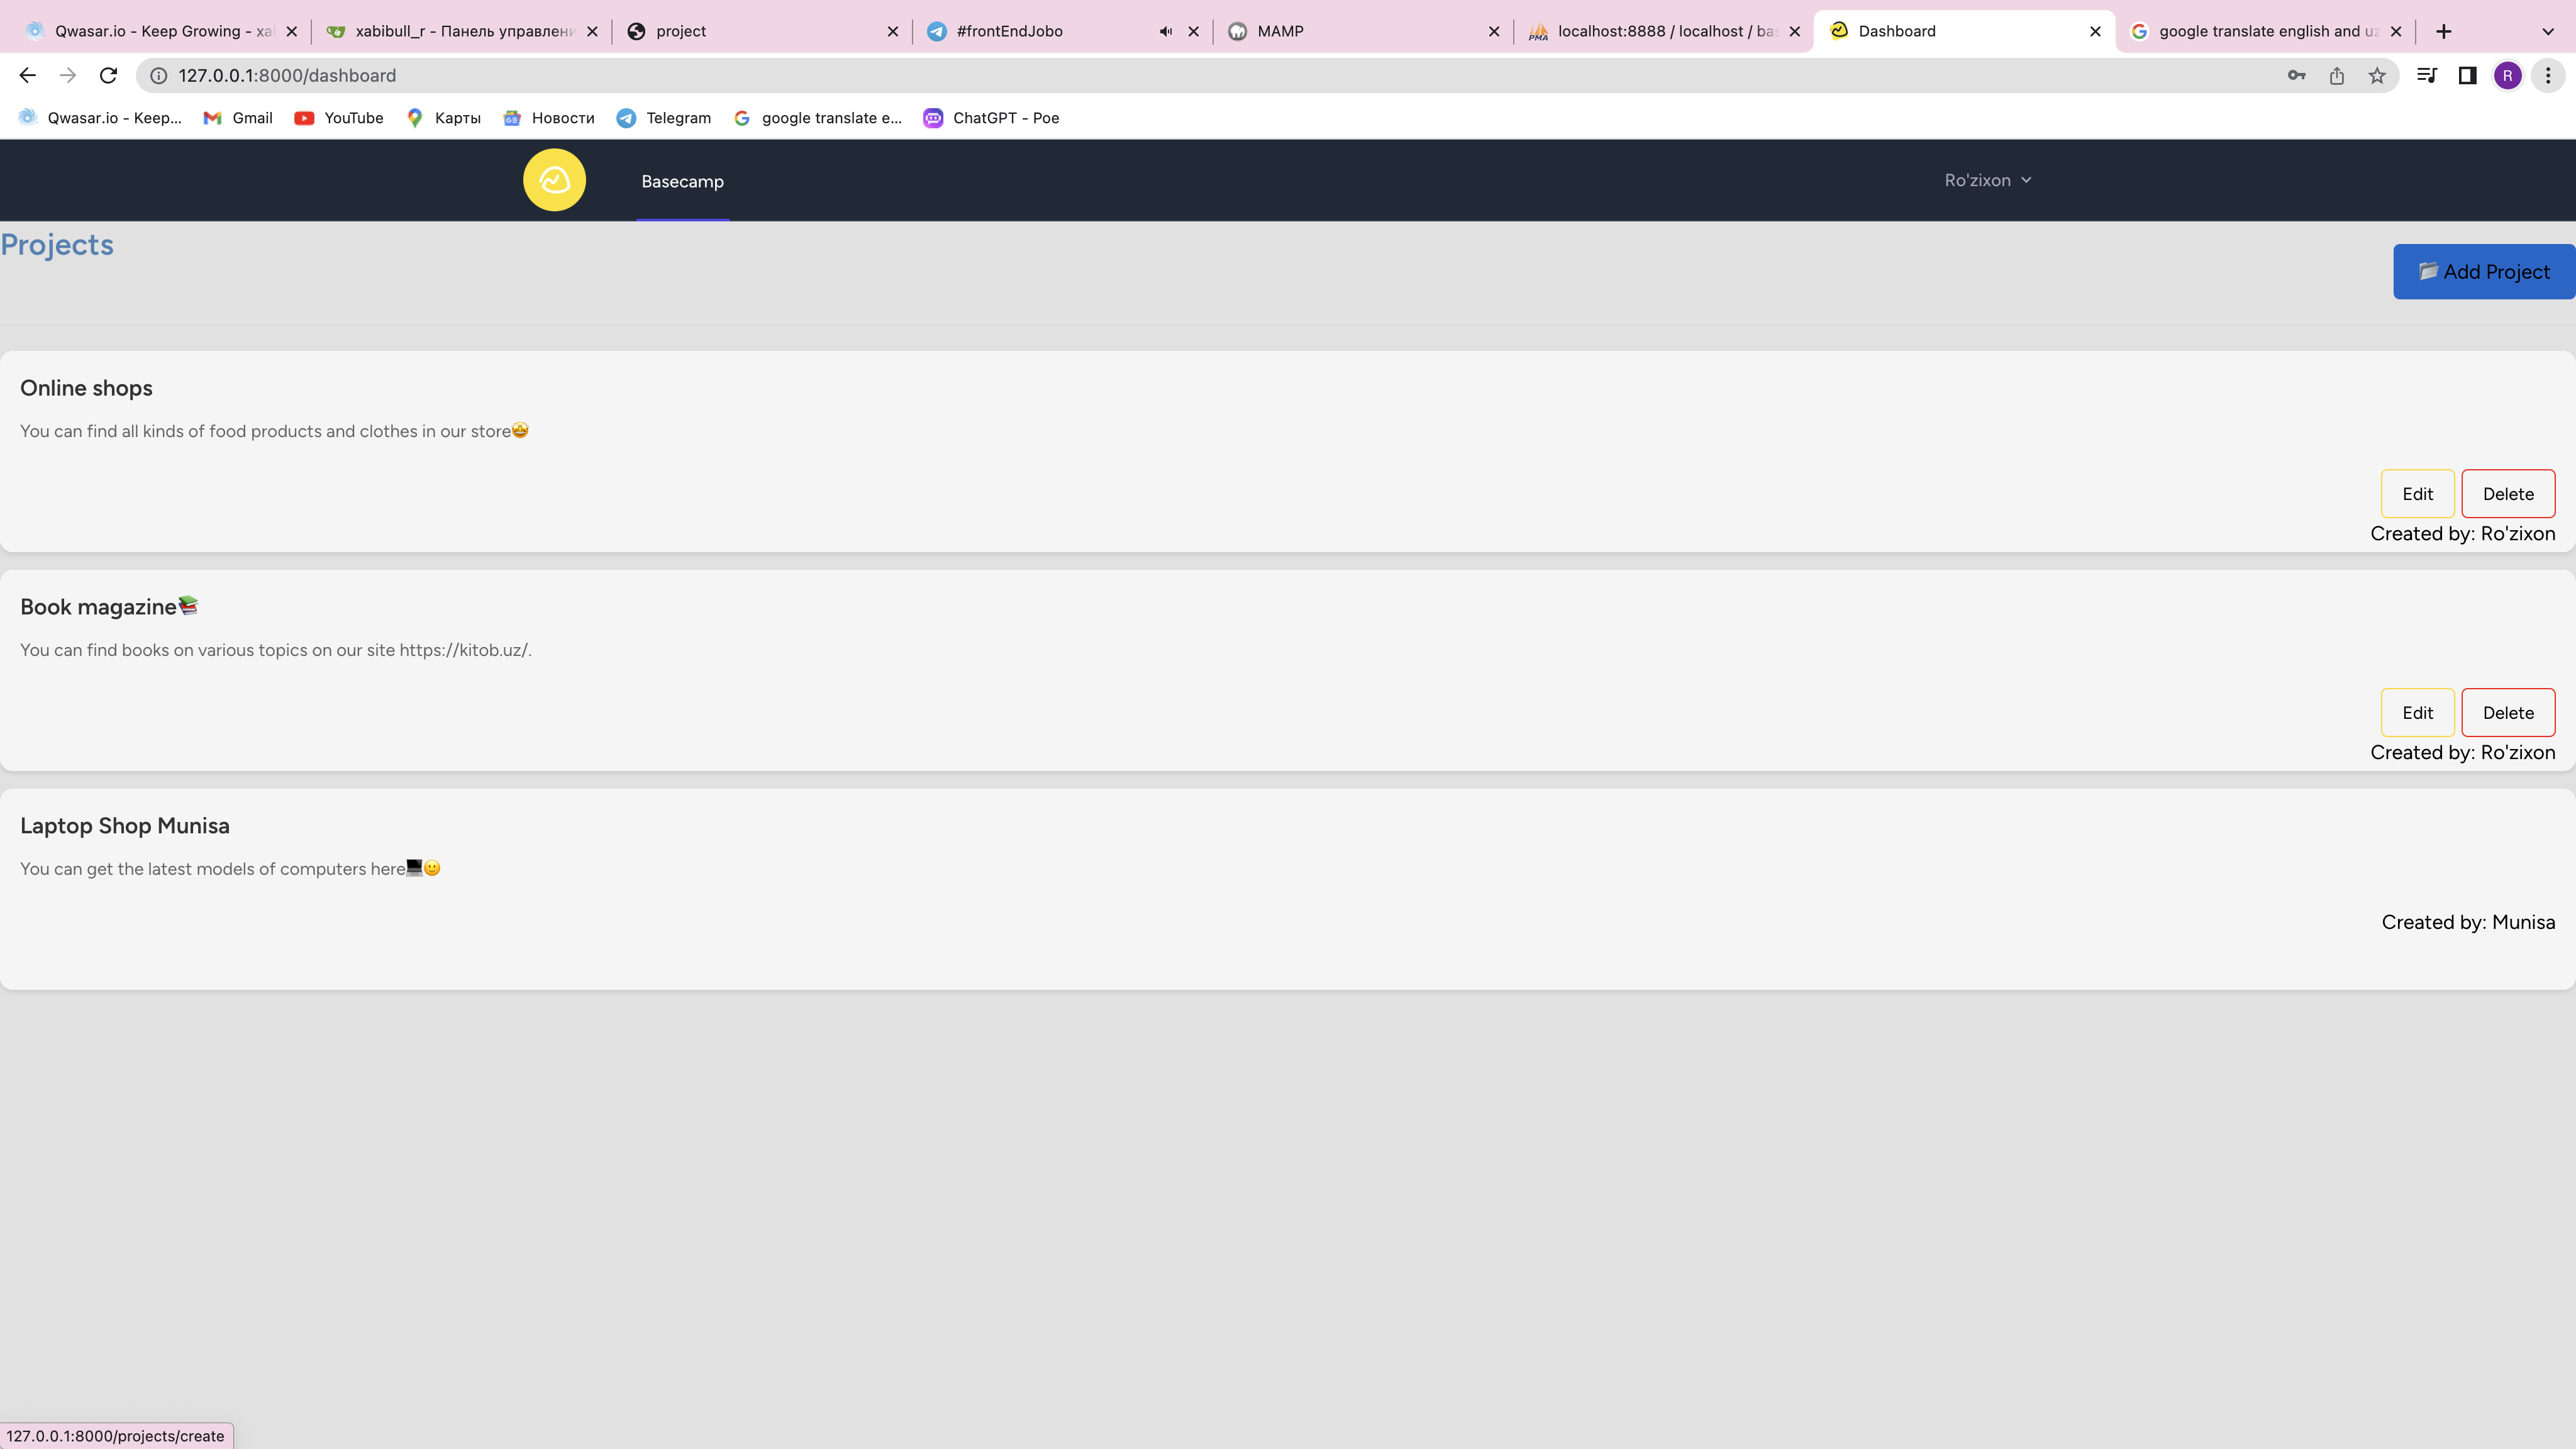 Qwasar.io - Keep Growing - xal
xabibull_r - Панель управлени
project
#frontEndJobo
MAMP
localhost:8888 / localhost / ba
Dashboard
google translate english and uz
127.0.0.1:8000/dashboard
R
Qwasar.io - Keep...
Gmail
YouTube
Карты
Новости
Telegram
google translate e...
ChatGPT - Poe
Basecamp
Ro'zixon
Projects
📁 Add Project
Online shops
You can find all kinds of food products and clothes in our store🤩
Edit
Delete
Created by: Ro'zixon
Book magazine📚
You can find books on various topics on our site https://kitob.uz/.
Edit
Delete
Created by: Ro'zixon
Laptop Shop Munisa
You can get the latest models of computers here💻🙂
Created by: Munisa
127.0.0.1:8000/projects/create